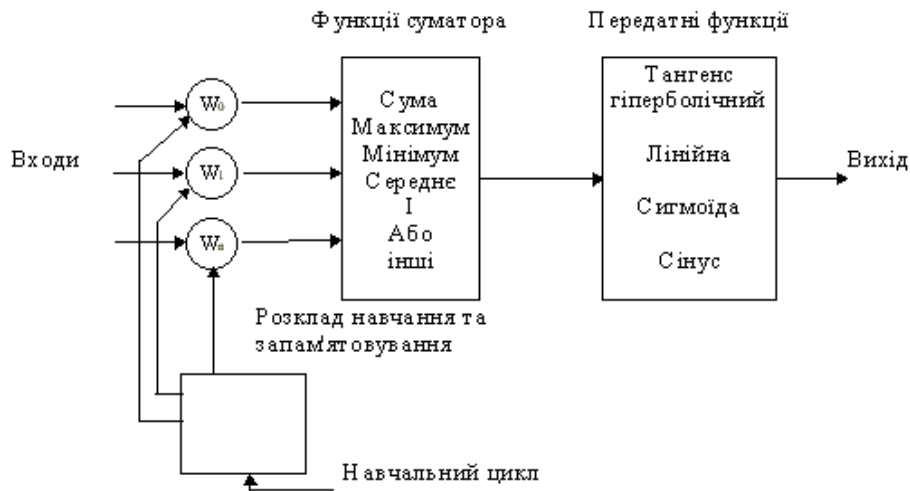 Функції суматора
Передатні функції
Входи
W₀
W₁
Wₙ
Сума
Максимум
Мінімум
Середнє
І
Або
інші
Тангенс
гіперболічний
Лінійна
Сигмоїда
Сінус
Вихід
Розклад навчання та
запам'ятовування
Навчальний цикл